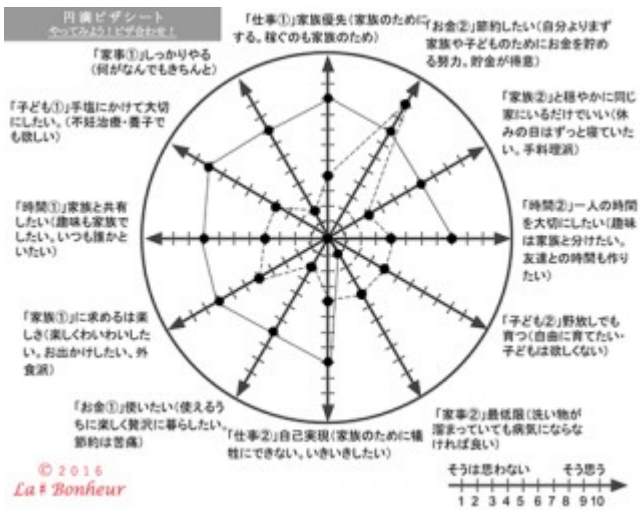 円満ピザシート
やってみよう！ピザ合わせ！
「仕事①」家族優先（家族のために
する。稼ぐのも家族のため）
「お金②」節約したい（自分よりまず
家族や子どものためにお金を貯め
る努力。貯金が得意）
「家事①」しっかりやる
（何がなんでもきちんと）
「家族②」と穏やかに同じ
家にいるだけでいい（休
みの日はずっと寝ていた
い。手料理派）
「子ども①」手塩にかけて大切
にしたい。（不妊治療・養子で
も欲しい）
「時間①」家族と共有
したい（趣味も家族で
したい。いつも誰かと
いたい）
「時間②」一人の時間
を大切にしたい（趣味
は家族と分けたい。
友達との時間も作り
たい）
「家族①」に求めるは楽
しさ（楽しくわいわいした
い。お出かけしたい、外
食派）
「子ども②」野放しでも
育つ（自由に育てたい・
子どもは欲しくない）
「お金①」使いたい（使えるう
ちに楽しく贅沢に暮らしたい。
節約は苦痛）
「仕事②」自己実現（家族のために犠
牲にできない。いきいきしたい）
「家事②」最低限（洗い物が
溜まっていても病気にならな
ければ良い）
そうは思わない そう思う
1 2 3 4 5 6 7 8 9 10
© 2016
La♯Bonheur